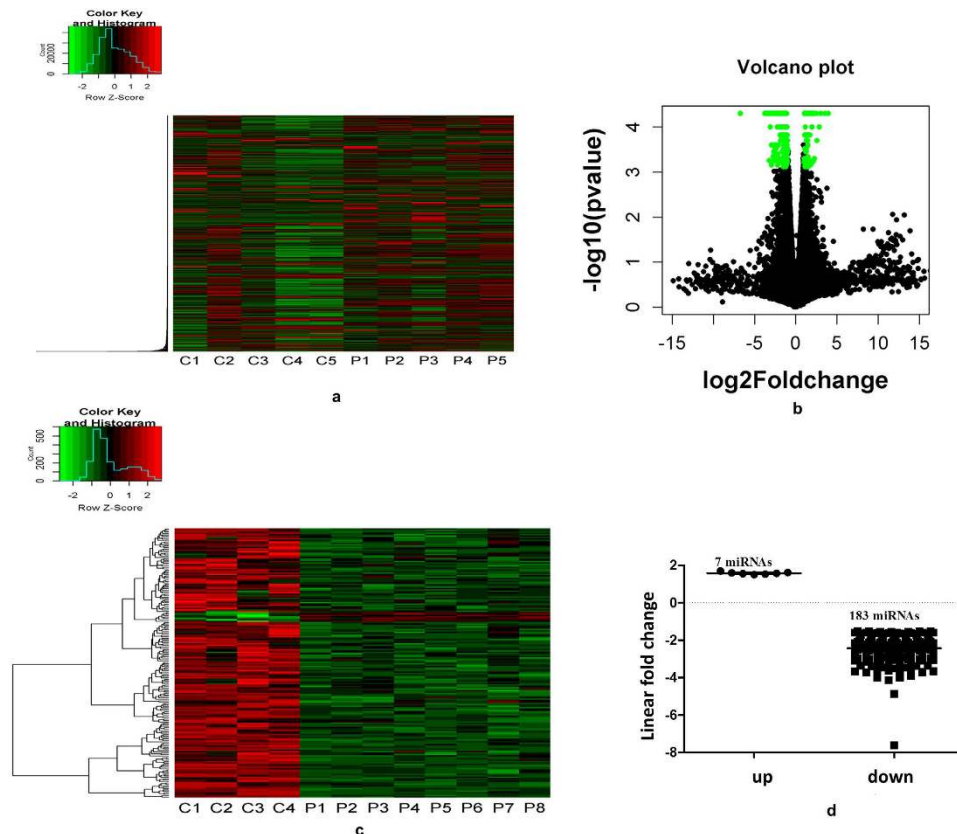 Color Key
and Histogram
Count
0 20000
-2 0 1 2
Row Z-Score
C1 C2 C3 C4 C5 P1 P2 P3 P4 P5
a
Volcano plot
-log10(pvalue)
4
3
2
1
0
-15 -10 -5 0 5 10 15
log2Foldchange
b
Color Key
and Histogram
Count
0 200 500
-2 0 1 2
Row Z-Score
C1 C2 C3 C4 P1 P2 P3 P4 P5 P6 P7 P8
c
Linear fold change
2
0
-2
-4
-6
-8
7 miRNAs
183 miRNAs
up down
d